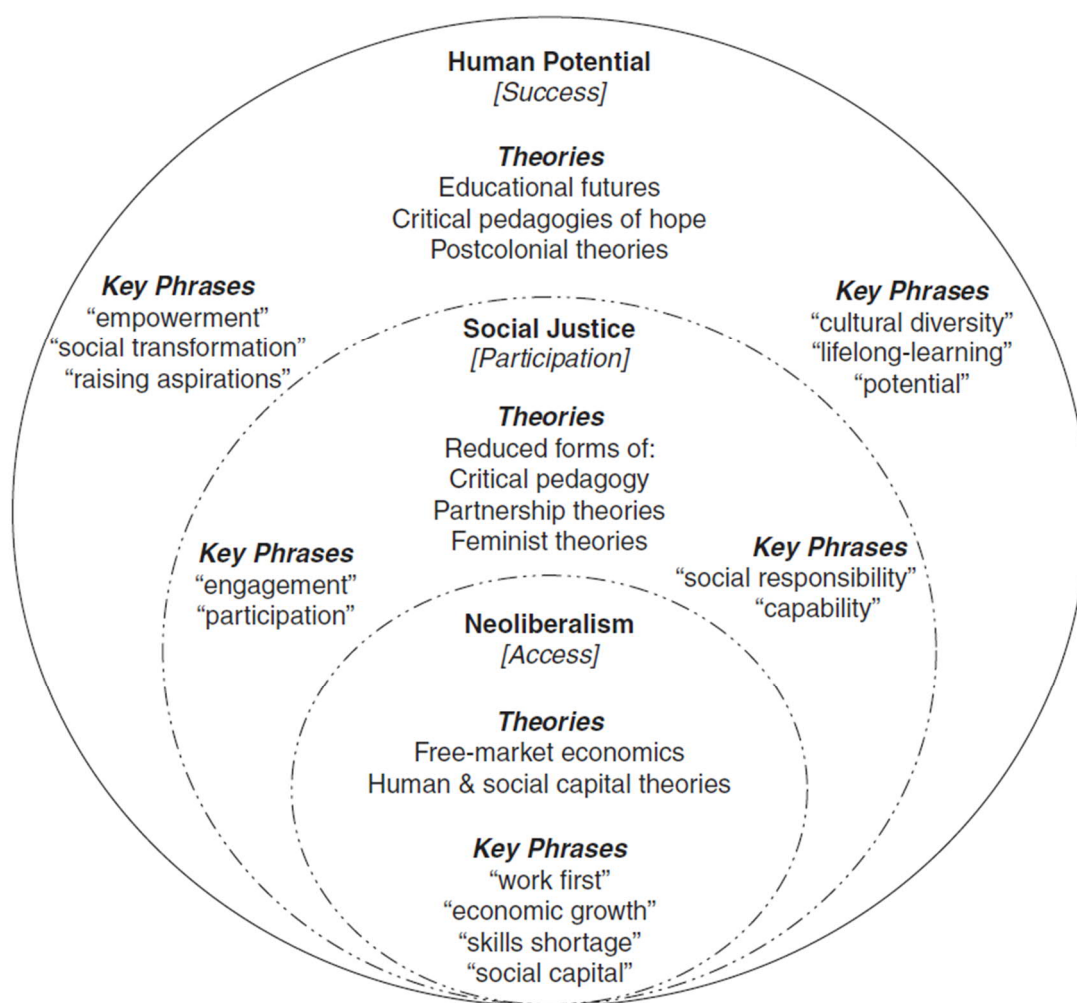 Human Potential
[Success]
Theories
Educational futures
Critical pedagogies of hope
Postcolonial theories
Key Phrases
“empowerment”
“social transformation”
“raising aspirations”
Key Phrases
“cultural diversity”
“lifelong-learning”
“potential”
Social Justice
[Participation]
Theories
Reduced forms of:
Critical pedagogy
Partnership theories
Feminist theories
Key Phrases
“engagement”
“participation”
Key Phrases
“social responsibility”
“capability”
Neoliberalism
[Access]
Theories
Free-market economics
Human & social capital theories
Key Phrases
“work first”
“economic growth”
“skills shortage”
“social capital”